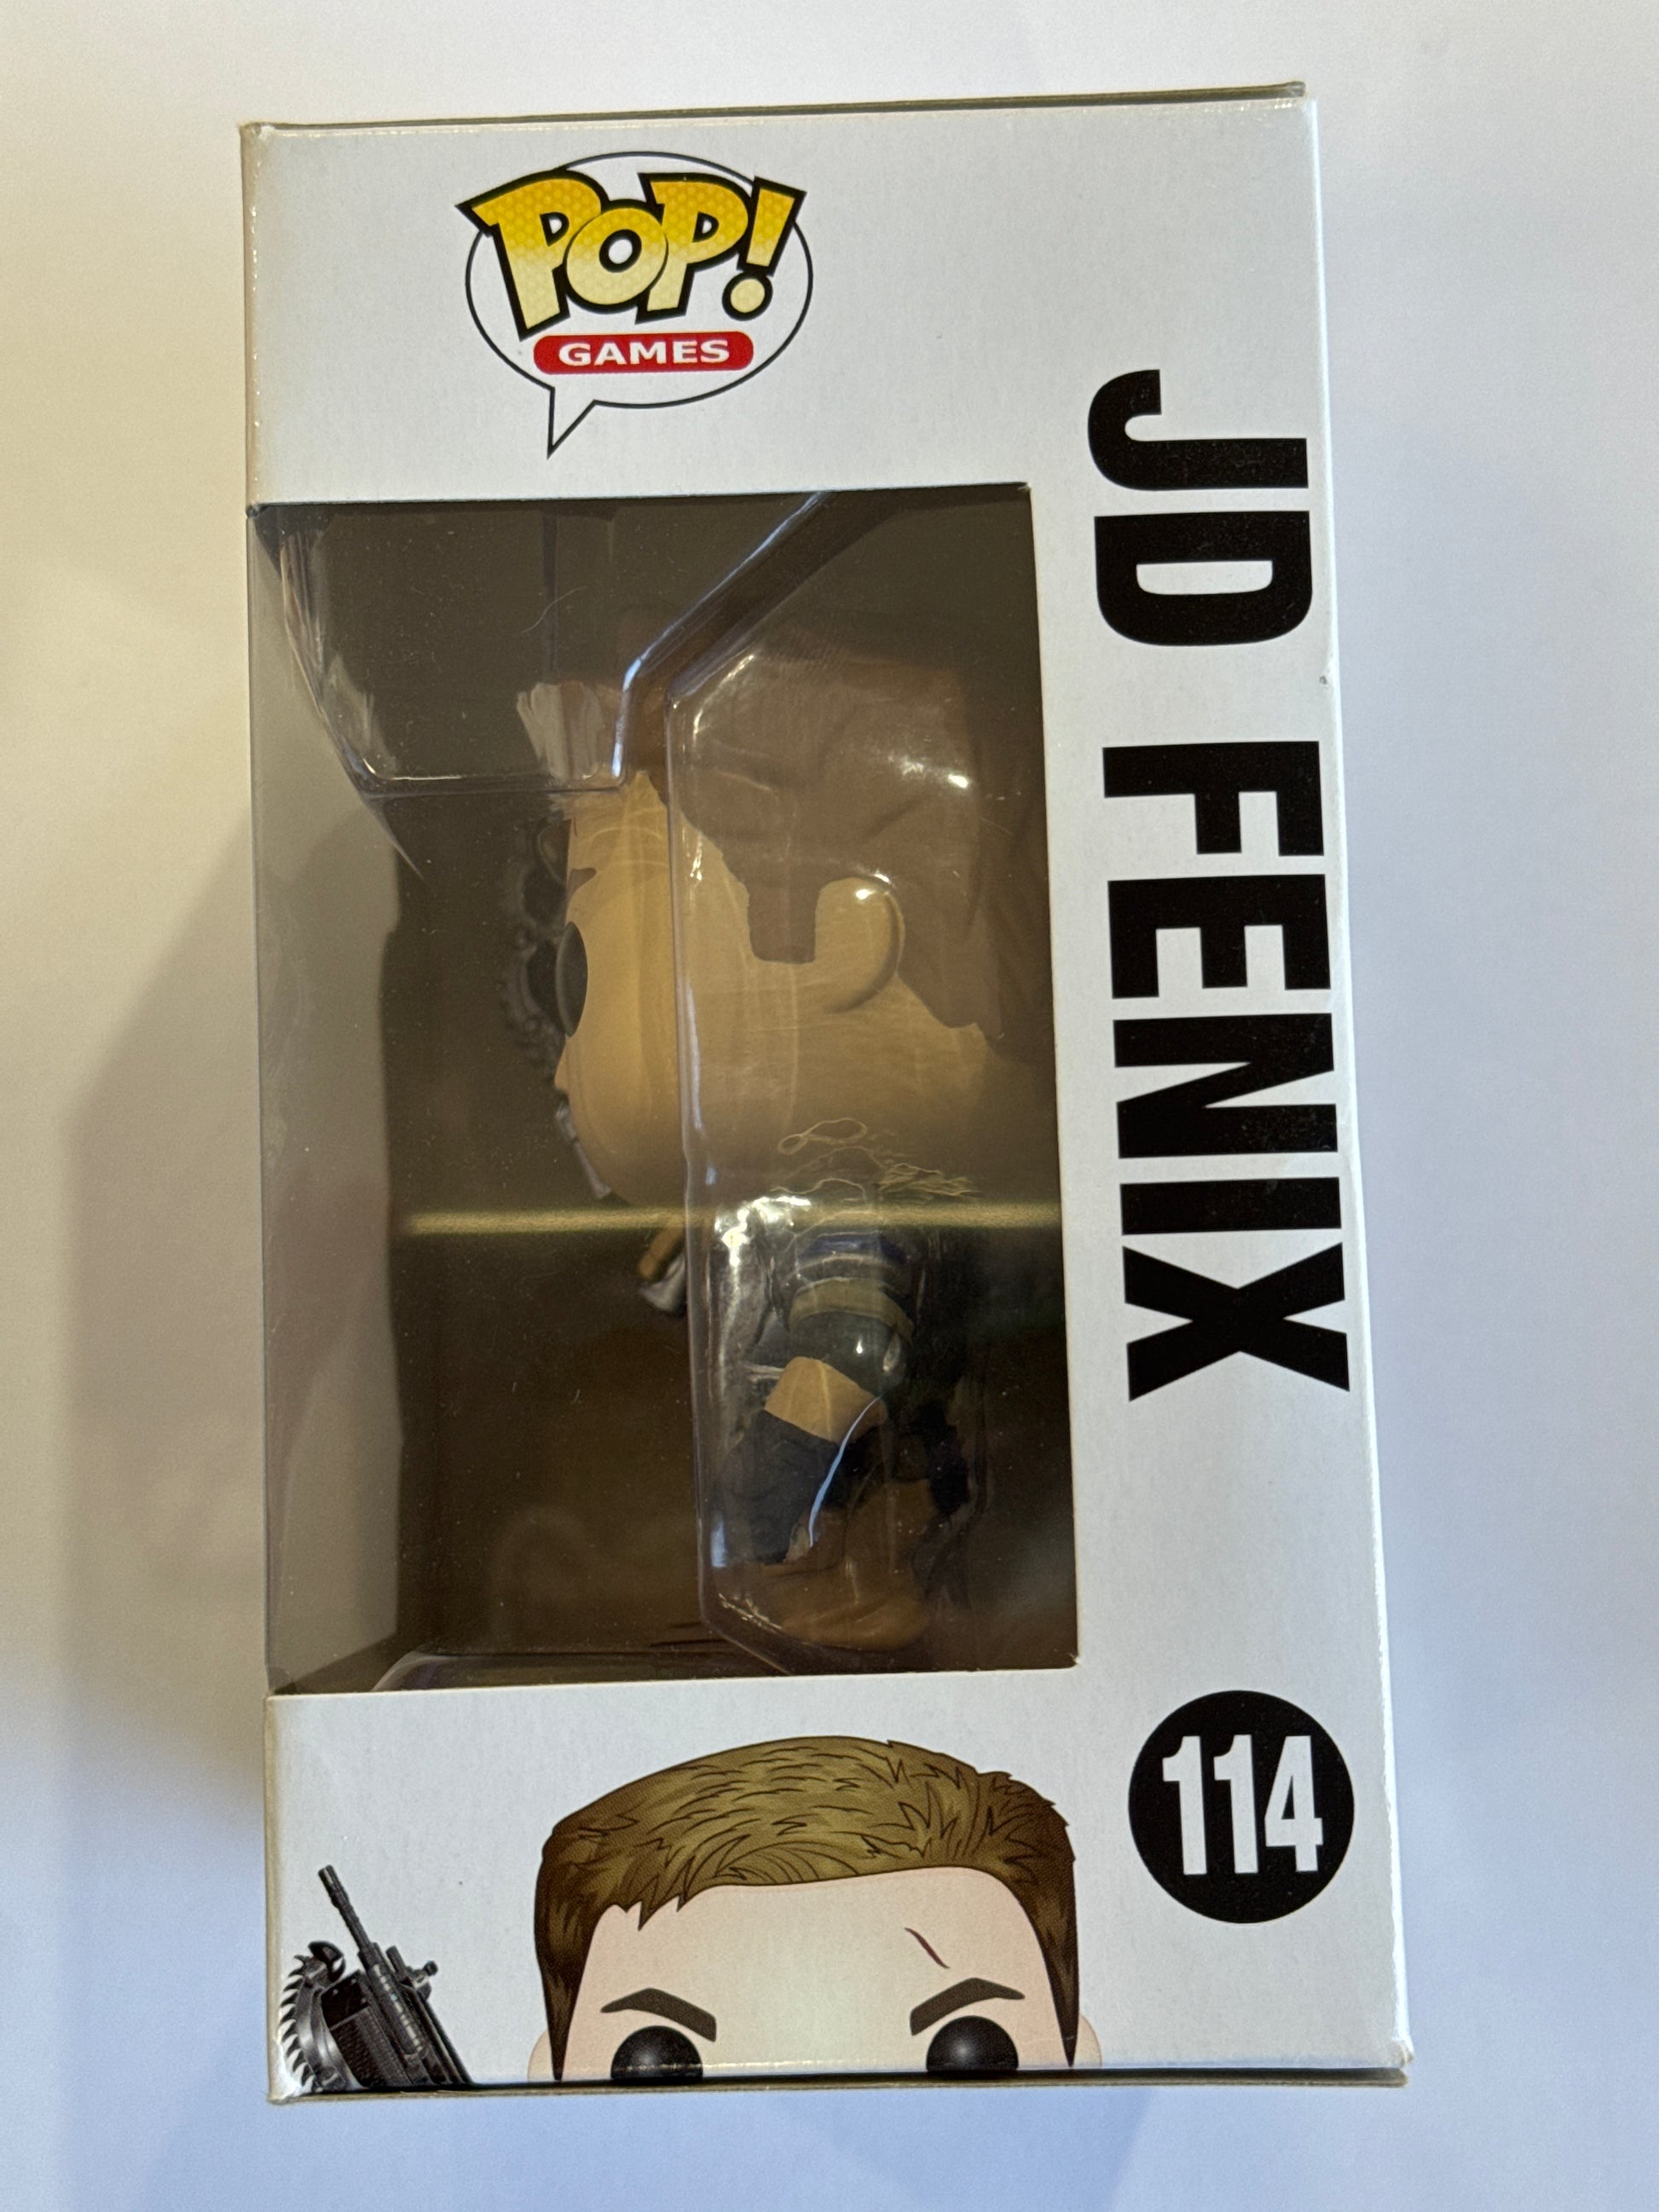 POP!
GAMES
JD FENIX
114